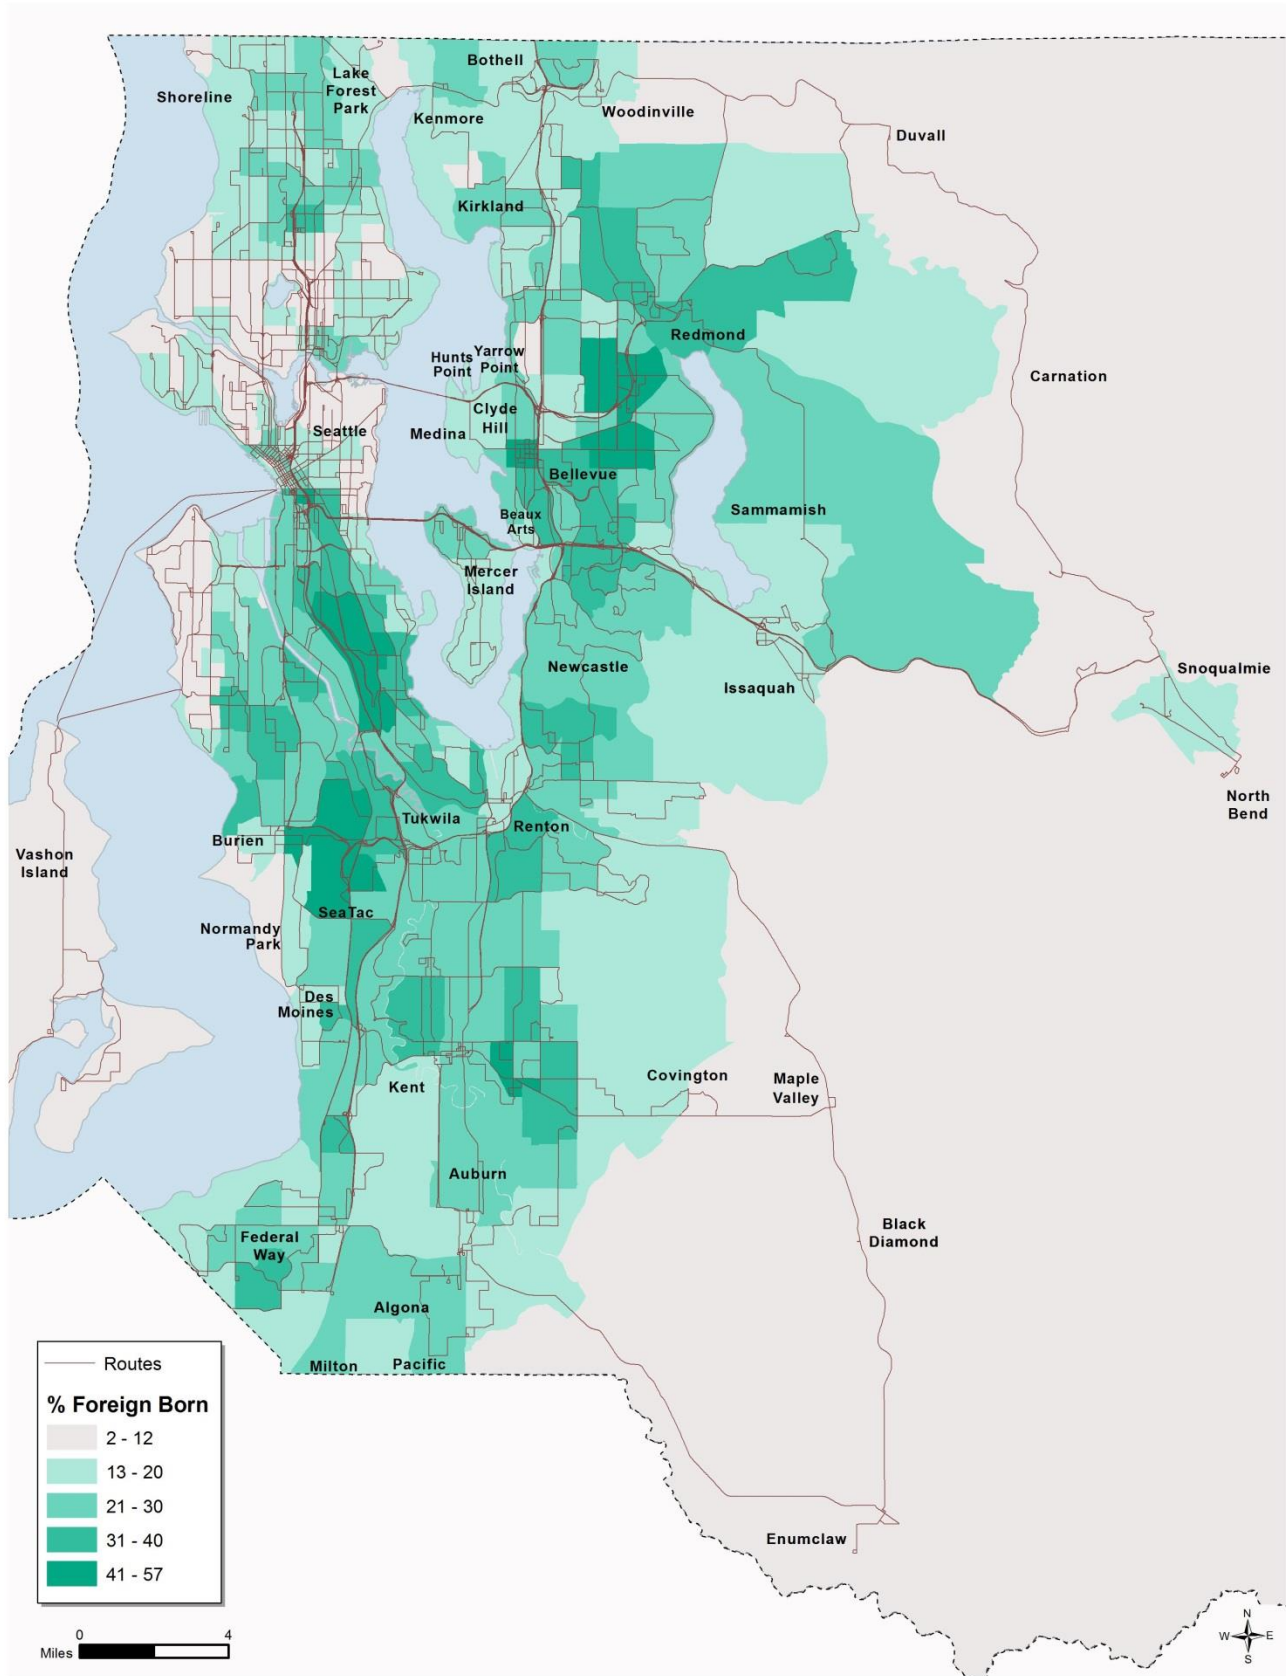 Bothell
Lake
Forest
Park
Shoreline
Kenmore
Woodinville
Duvall
Kirkland
Redmond
Hunts
Point
Yarrow
Point
Carnation
Clyde
Hill
Medina
Seattle
Bellevue
Beaux
Arts
Sammamish
Mercer
Island
Newcastle
Issaquah
Snoqualmie
North
Bend
Tukwila
Renton
Burien
Vashon
Island
SeaTac
Normandy
Park
Des
Moines
Kent
Covington
Maple
Valley
Auburn
Black
Diamond
Federal
Way
Algona
Milton
Pacific
Enumclaw
Routes
% Foreign Born
2 - 12
13 - 20
21 - 30
31 - 40
41 - 57
0 4
Miles
N
W E
S